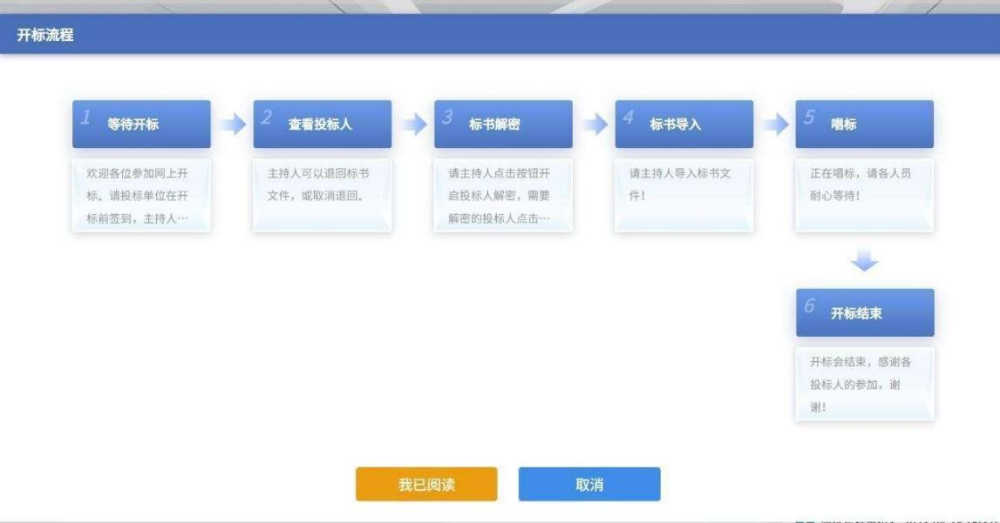 开标流程
1 等待开标
欢迎各位参加网上开
标。请投标单位在开
标前签到，主持人…
2 查看投标人
主持人可以退回标书
文件，或取消退回。
3 标书解密
请主持人点击按钮开
启投标人解密，需要
解密的投标人点击…
4 标书导入
请主持人导入标书文
件！
5 唱标
正在唱标，请各人员
耐心等待！
6 开标结束
开标会结束，感谢各
投标人的参加，谢
谢！
我已阅读
取消